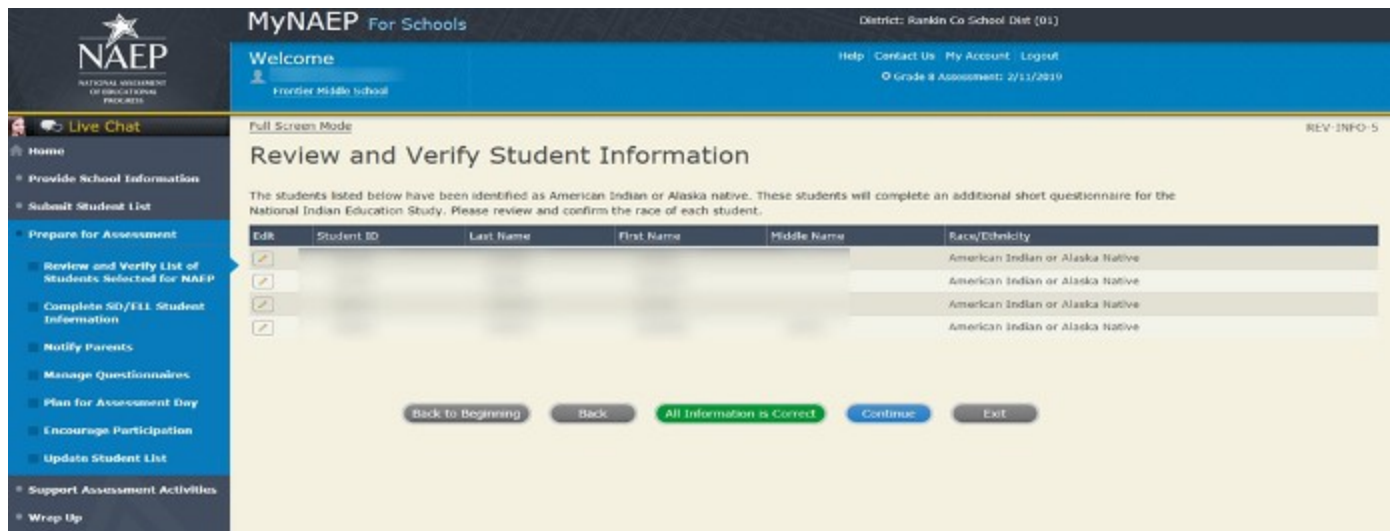 MyNAEP For Schools
District: Rankin Co School Dist (01)
NAEP
NATIONAL ASSESSMENT
OF EDUCATIONAL
PROGRESS
Welcome
Frontier Middle School
Help Contact Us My Account Logout
Grade 8 Assessment: 2/11/2019
Live Chat
Home
Provide School Information
Submit Student List
Prepare for Assessment
Review and Verify List of
Students Selected for NAEP
Complete SD/ELL Student
Information
Notify Parents
Manage Questionnaires
Plan for Assessment Day
Encourage Participation
Update Student List
Support Assessment Activities
Wrap Up
Full Screen Mode
REV-INFO-5
Review and Verify Student Information
The students listed below have been identified as American Indian or Alaska native. These students will complete an additional short questionnaire for the
National Indian Education Study. Please review and confirm the race of each student.
Edit Student ID Last Name First Name Middle Name Race/Ethnicity
American Indian or Alaska Native
American Indian or Alaska Native
American Indian or Alaska Native
American Indian or Alaska Native
Back to Beginning Back All Information is Correct Continue Exit